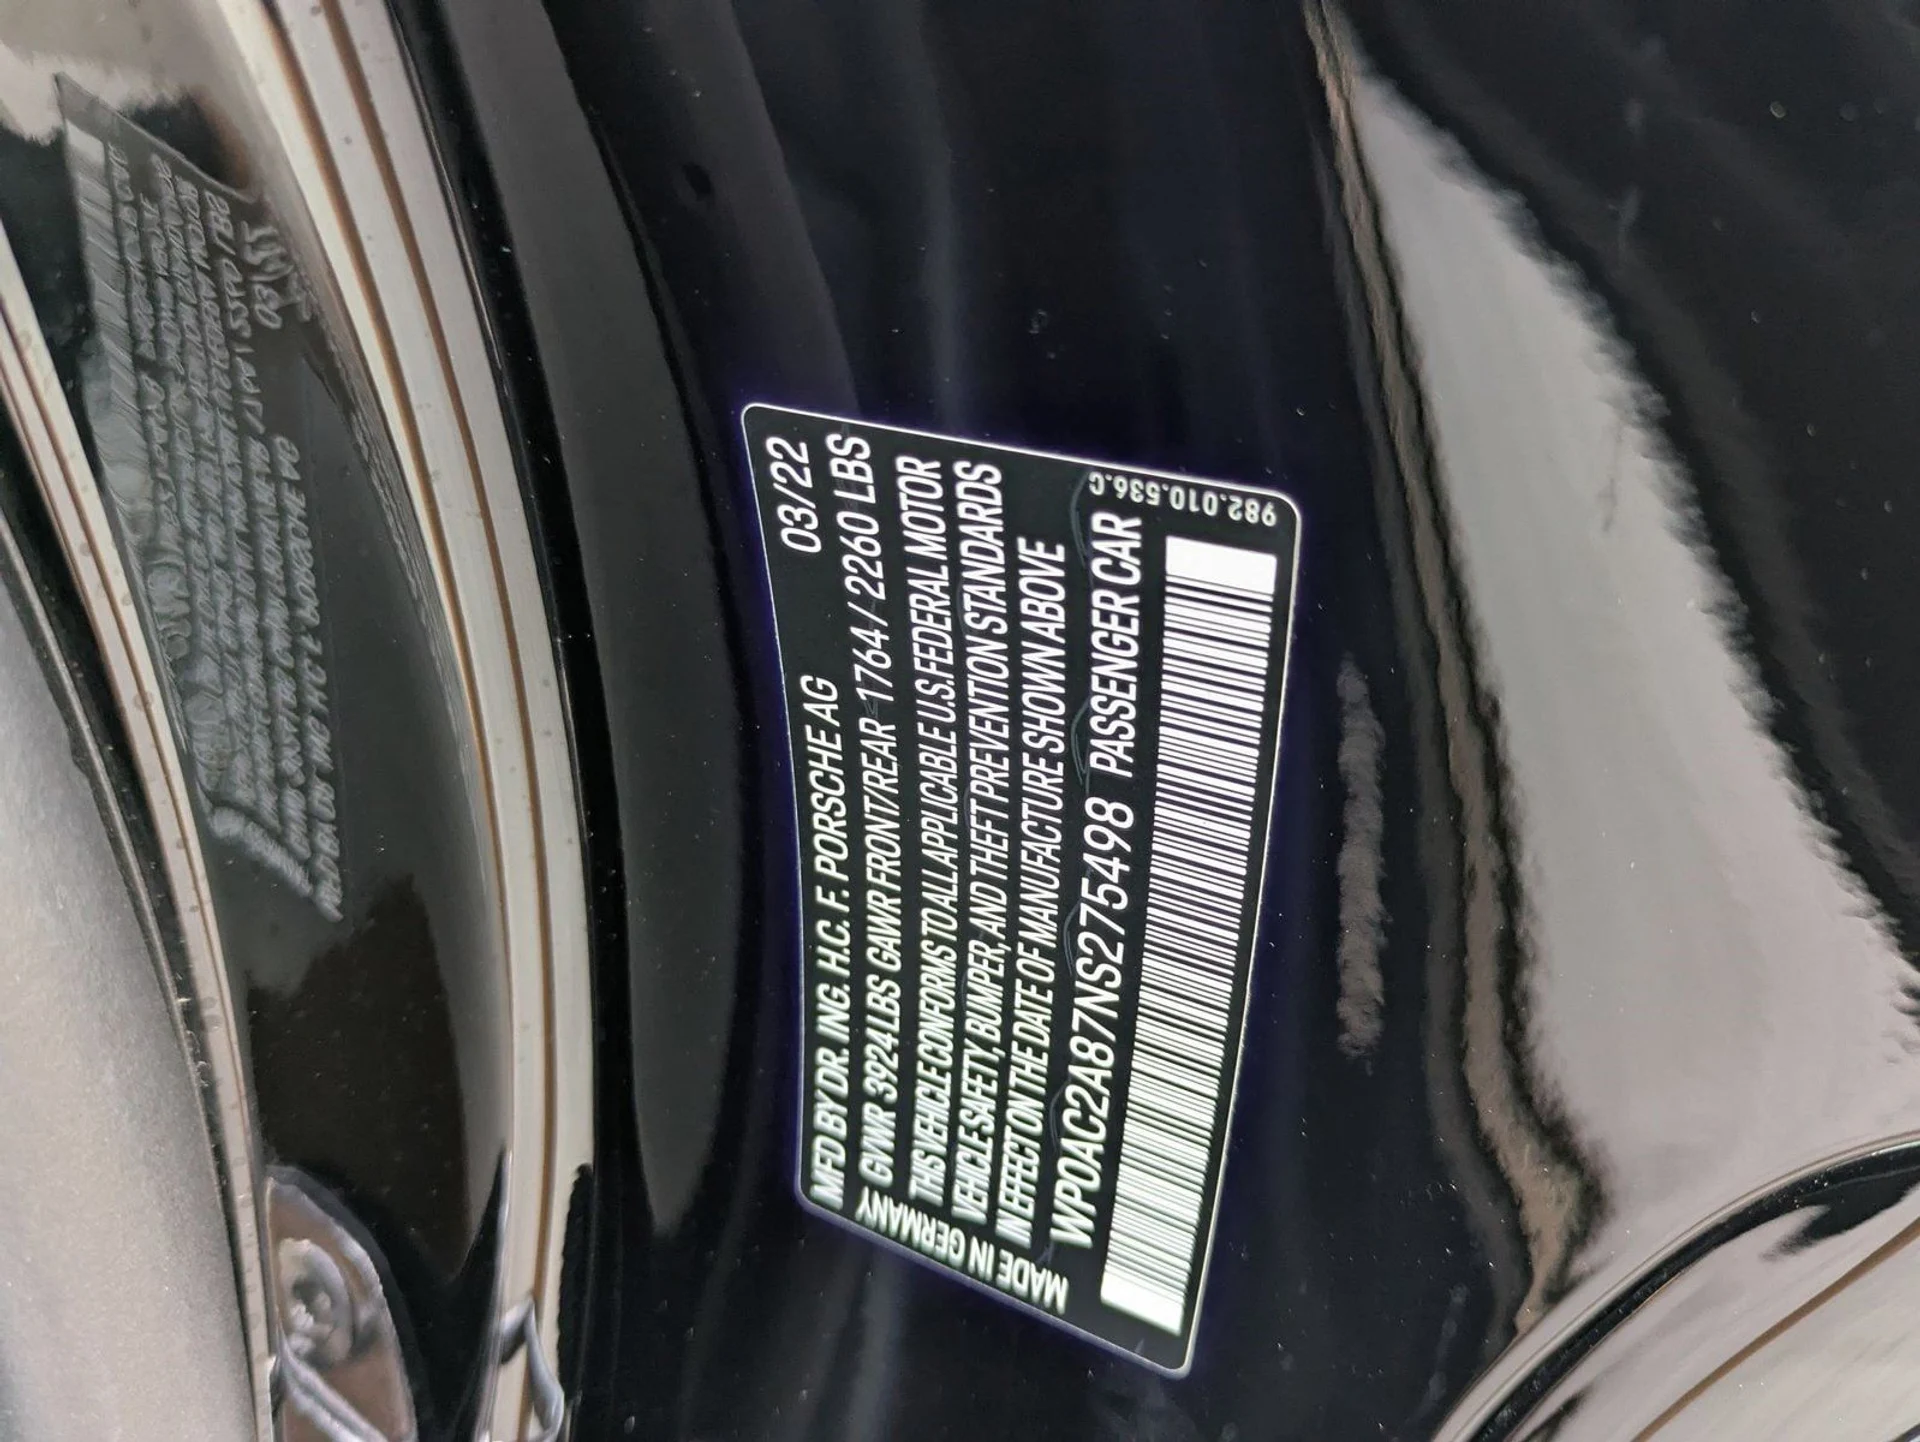 MFD BY DR. ING. H.C. F. PORSCHE AG 03/22
GVWR 3924 LBS GAWR FRONT/REAR 1764/2260 LBS
THIS VEHICLE CONFORMS TO ALL APPLICABLE U.S. FEDERAL MOTOR
VEHICLE SAFETY, BUMPER, AND THEFT PREVENTION STANDARDS
IN EFFECT ON THE DATE OF MANUFACTURE SHOWN ABOVE
WP0AC2A87NS275498 PASSENGER CAR
MADE IN GERMANY
982.010.536.C